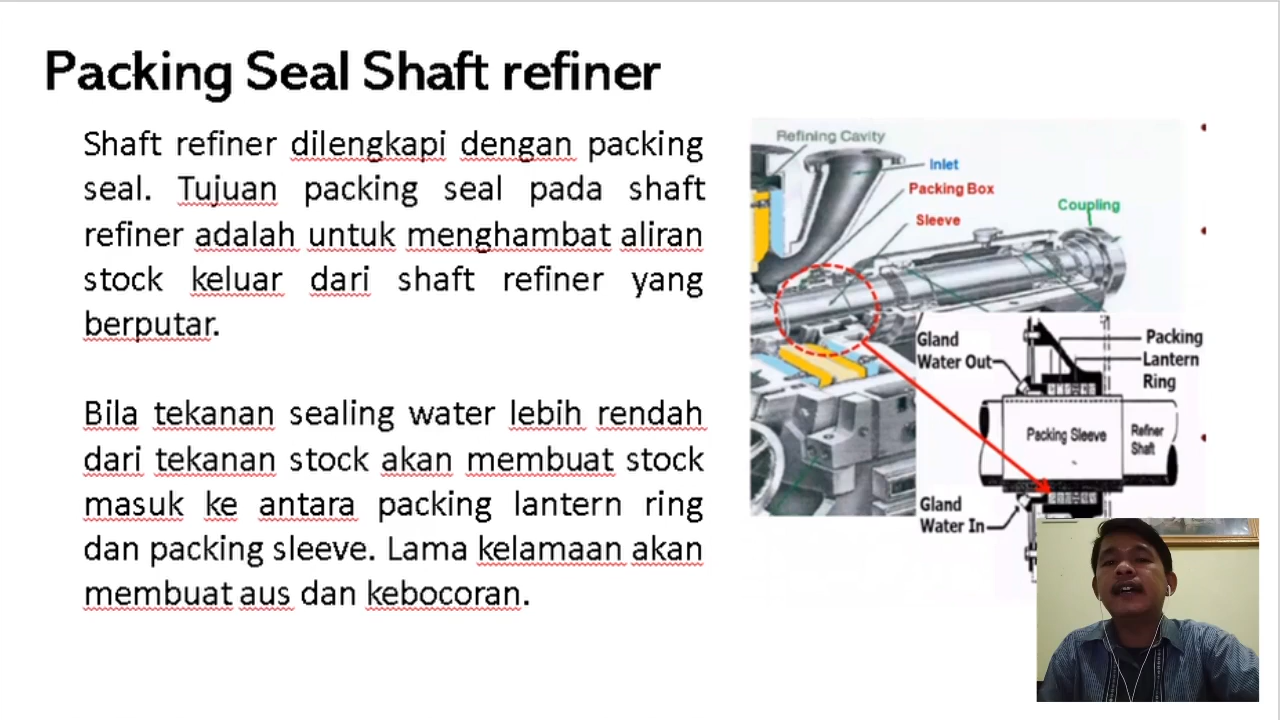 Packing Seal Shaft refiner
Shaft refiner dilengkapi dengan packing
seal. Tujuan packing seal pada shaft
refiner adalah untuk menghambat aliran
stock keluar dari shaft refiner yang
berputar.
Bila tekanan sealing water lebih rendah
dari tekanan stock akan membuat stock
masuk ke antara packing lantern ring
dan packing sleeve. Lama kelamaan akan
membuat aus dan kebocoran.
Refining Cavity
Inlet
Packing Box
Sleeve
Coupling
Gland
Water Out
Packing
Lantern
Ring
Packing Sleeve
Refner
Shaft
Gland
Water In